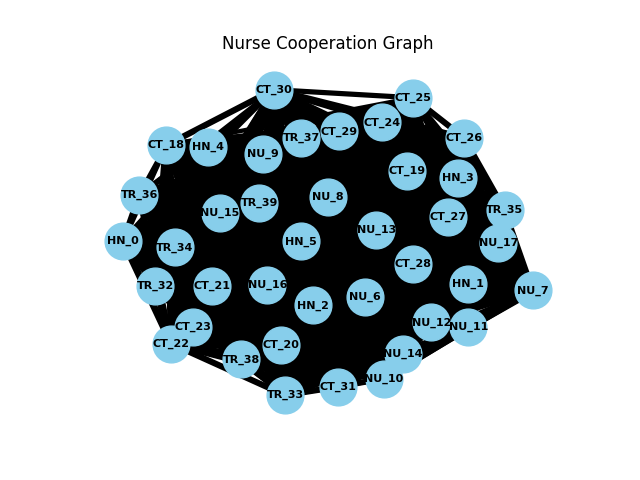 Nurse Cooperation Graph
CT_30
CT_25
CT_24
CT_29
TR_37
CT_26
CT_18
HN_4
NU_9
CT_19
HN_3
TR_36
NU_8
TR_39
NU_15
TR_35
CT_27
NU_13
HN_0
TR_34
HN_5
NU_17
CT_28
TR_32
CT_21
NU_16
HN_1
NU_7
NU_6
HN_2
NU_12
NU_11
CT_23
CT_22
CT_20
NU_14
TR_38
NU_10
CT_31
TR_33